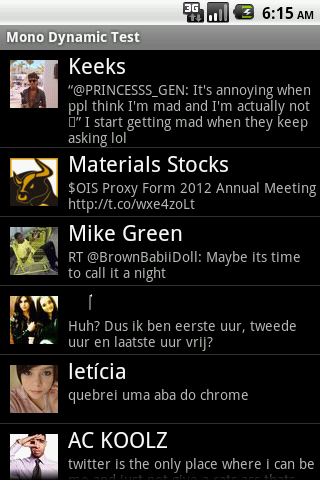 3G 6:15 AM
Mono Dynamic Test
Keeks
“@PRINCESSS_GEN: It's annoying when
ppl think I'm mad and I'm actually not
” I start getting mad when they keep
asking lol
Materials Stocks
$OIS Proxy Form 2012 Annual Meeting
http://t.co/wxe4zoLt
Mike Green
RT @BrownBabiiDoll: Maybe its time
to call it a night
Huh? Dus ik ben eerste uur, tweede
uur en laatste uur vrij?
letícia
quebrei uma aba do chrome
AC KOOLZ
twitter is the only place where i can be